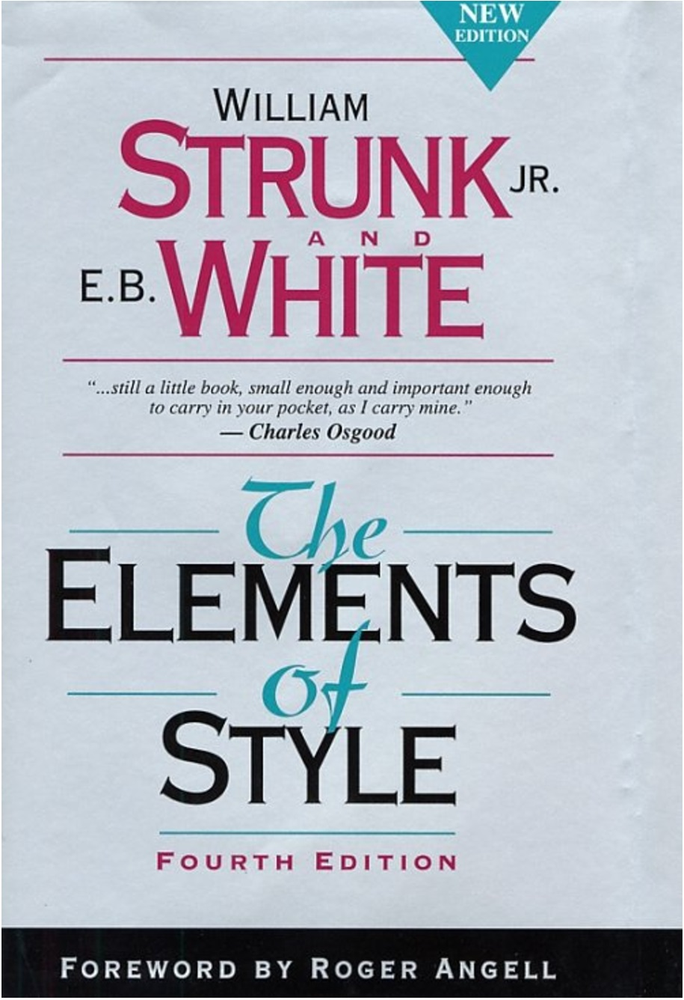 NEW
EDITION
WILLIAM
STRUNK JR.
AND
E.B. WHITE
“...still a little book, small enough and important enough
to carry in your pocket, as I carry mine.”
— Charles Osgood
The
ELEMENTS
of
STYLE
FOURTH EDITION
FOREWORD BY ROGER ANGELL